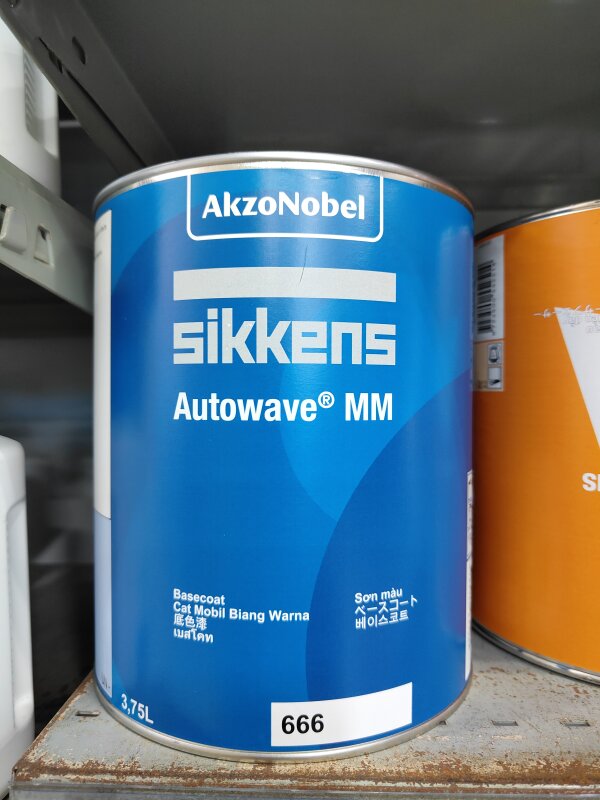 AkzoNobel
sikkens
Autowave® MM
Basecoat
Cat Mobil Biang Warna
底色漆
เบสโคท
Sơn màu
ベースコート
베이스코트
3,75L
666